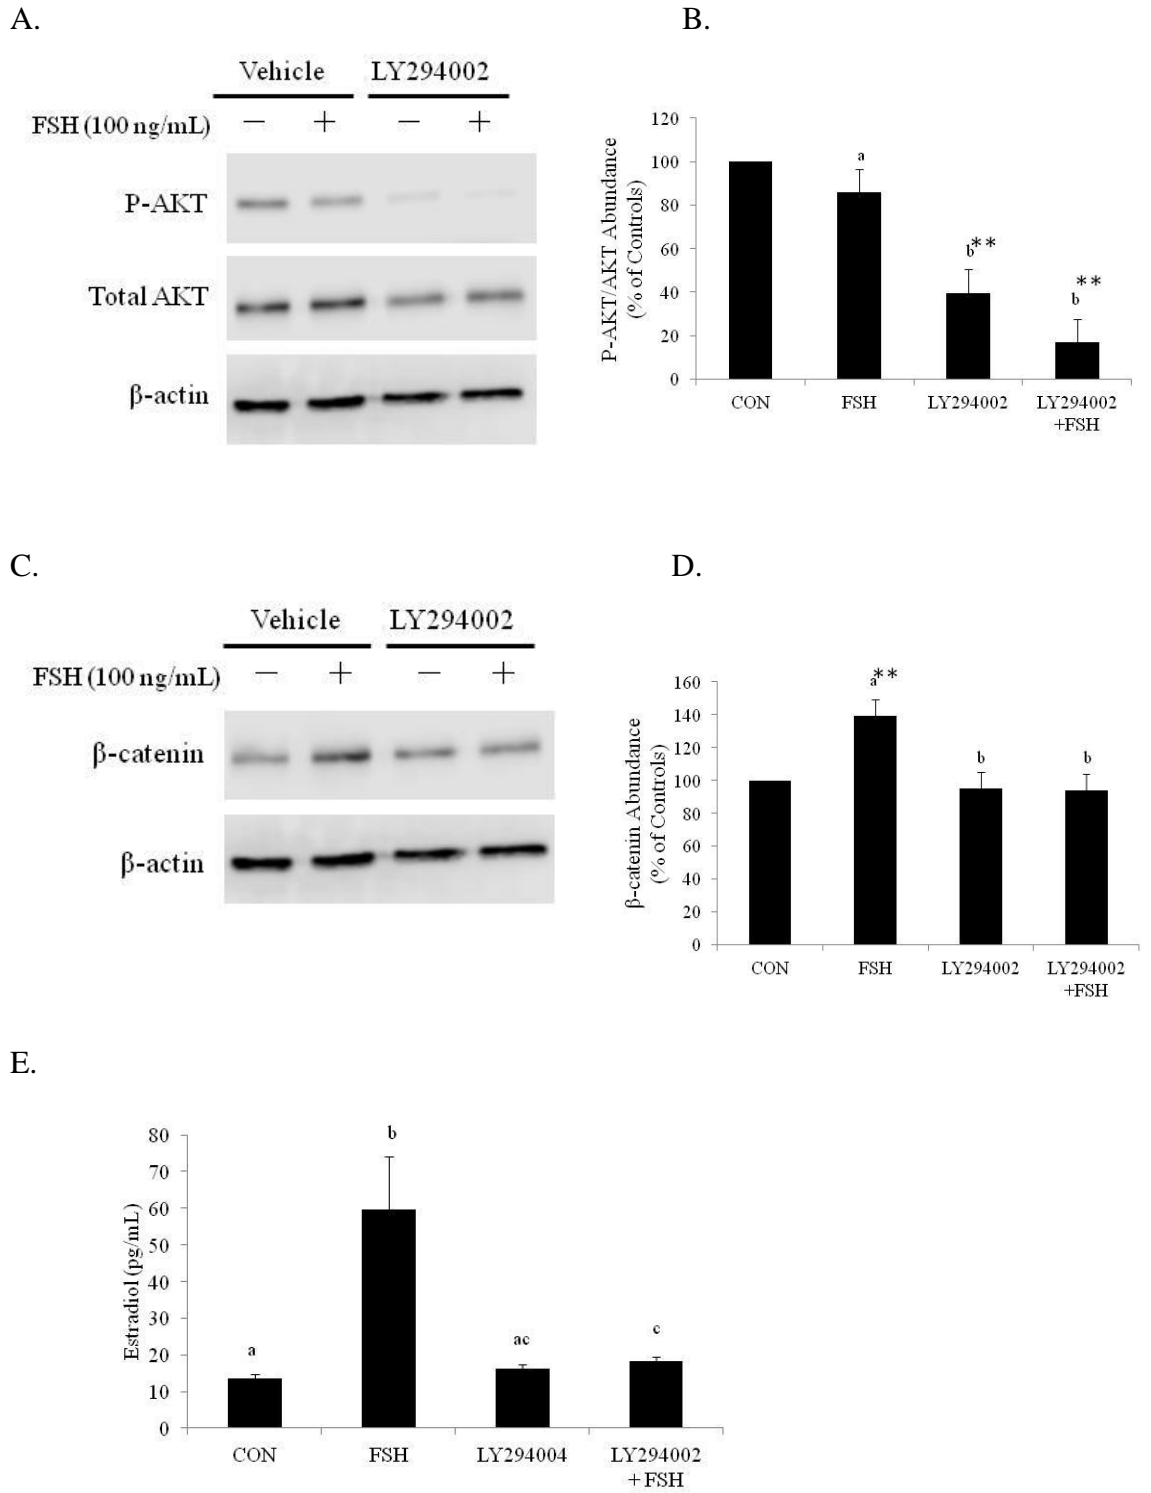 A.
Vehicle LY294002
FSH (100 ng/mL) − + − +
P-AKT
Total AKT
β-actin
B.
P-AKT/AKT Abundance
(% of Controls)
120
100
80
60
40
20
0
a
b**
**
b
CON FSH LY294002 LY294002
+FSH
C.
Vehicle LY294002
FSH (100 ng/mL) − + − +
β-catenin
β-actin
D.
β-catenin Abundance
(% of Controls)
160
140
120
100
80
60
40
20
0
a**
b b
CON FSH LY294002 LY294002
+FSH
E.
Estradiol (pg/mL)
80
70
60
50
40
30
20
10
0
a b ac c
CON FSH LY294004 LY294002
+ FSH